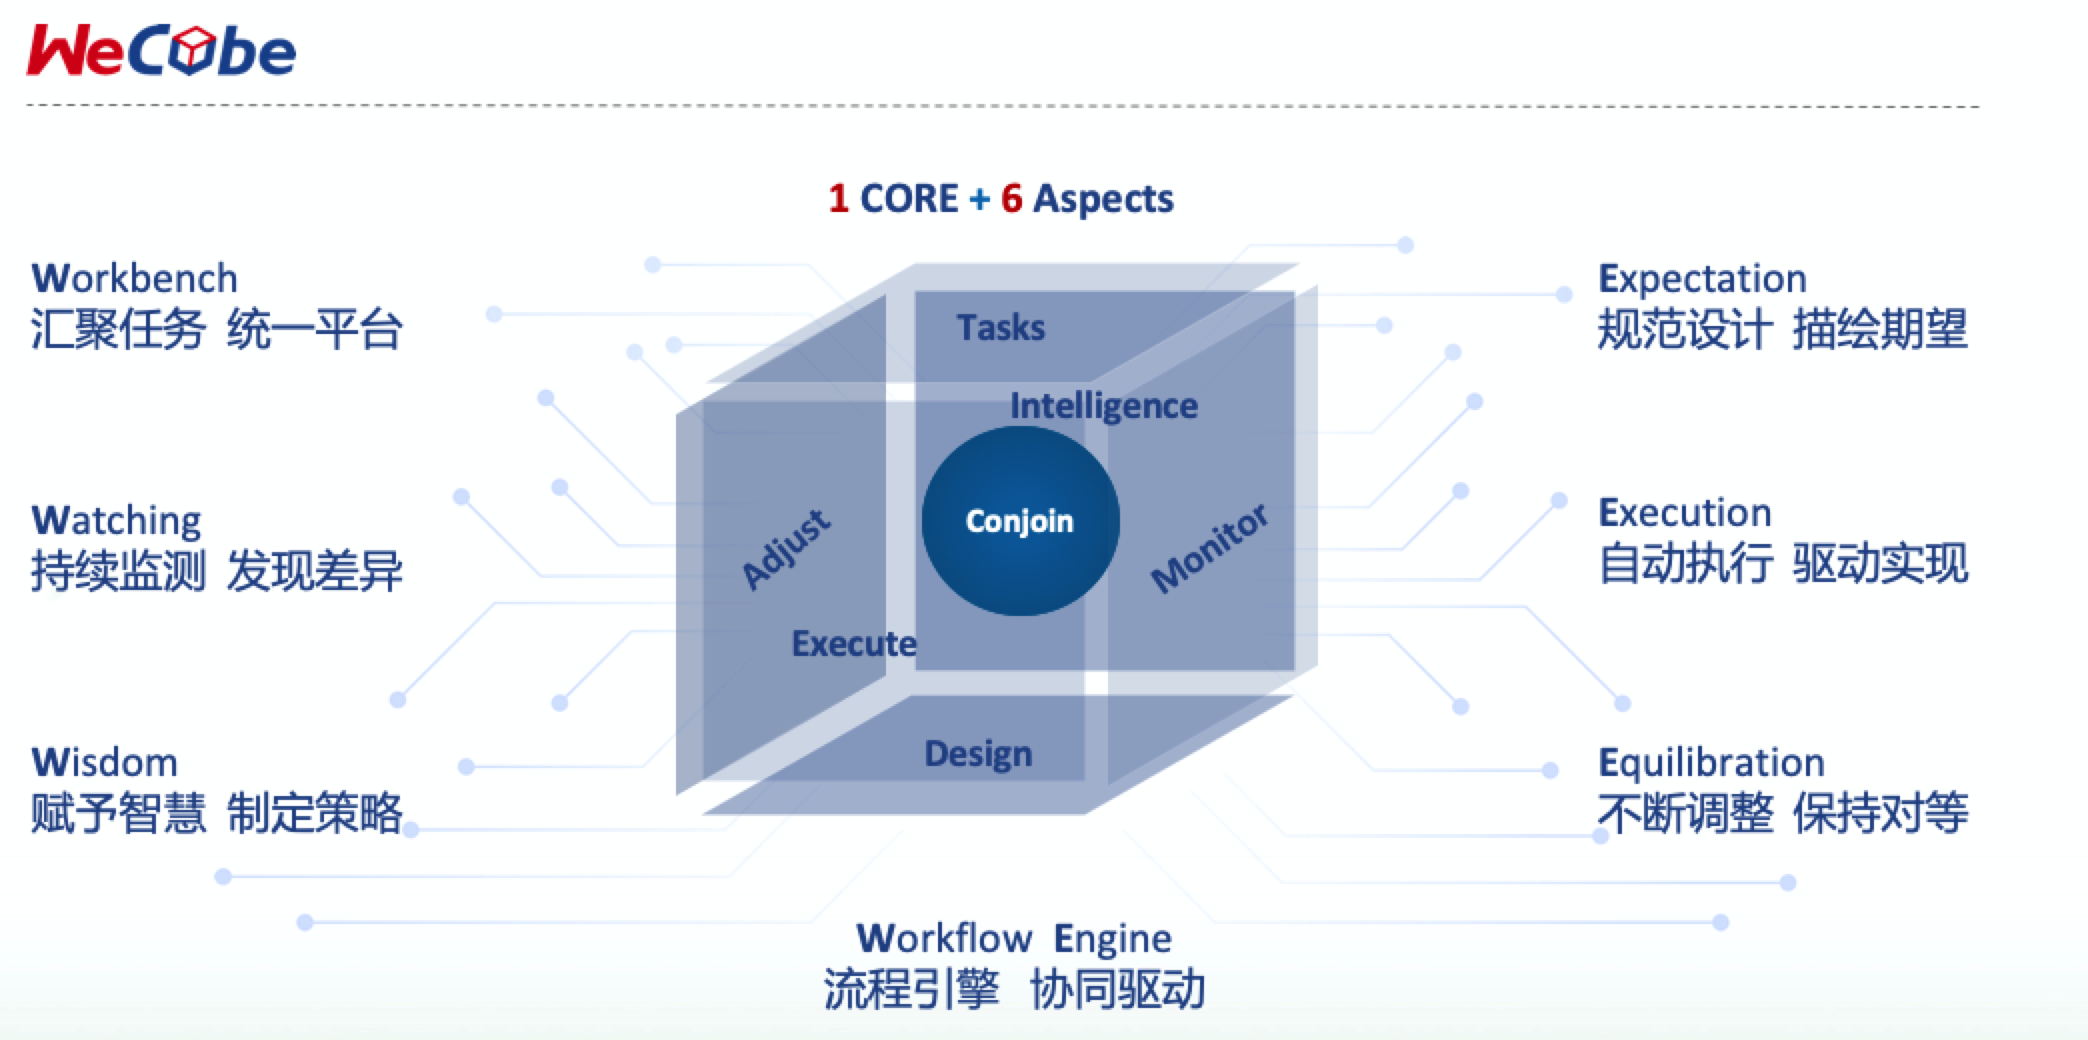 WeCube
1 CORE + 6 Aspects
Workbench
汇聚任务 统一平台
Watching
持续监测 发现差异
Wisdom
赋予智慧 制定策略
Tasks
Intelligence
Conjoin
Adjust
Monitor
Execute
Design
Expectation
规范设计 描绘期望
Execution
自动执行 驱动实现
Equilibration
不断调整 保持对等
Workflow Engine
流程引擎 协同驱动